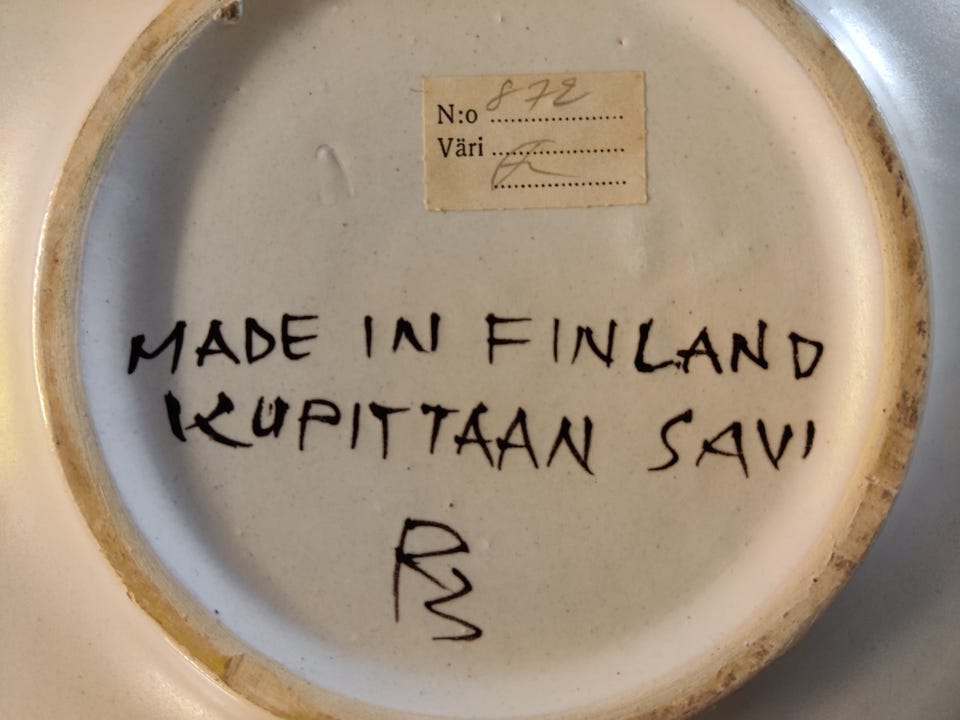 N:o 872
Väri
MADE IN FINLAND
KUPITTAAN SAVI